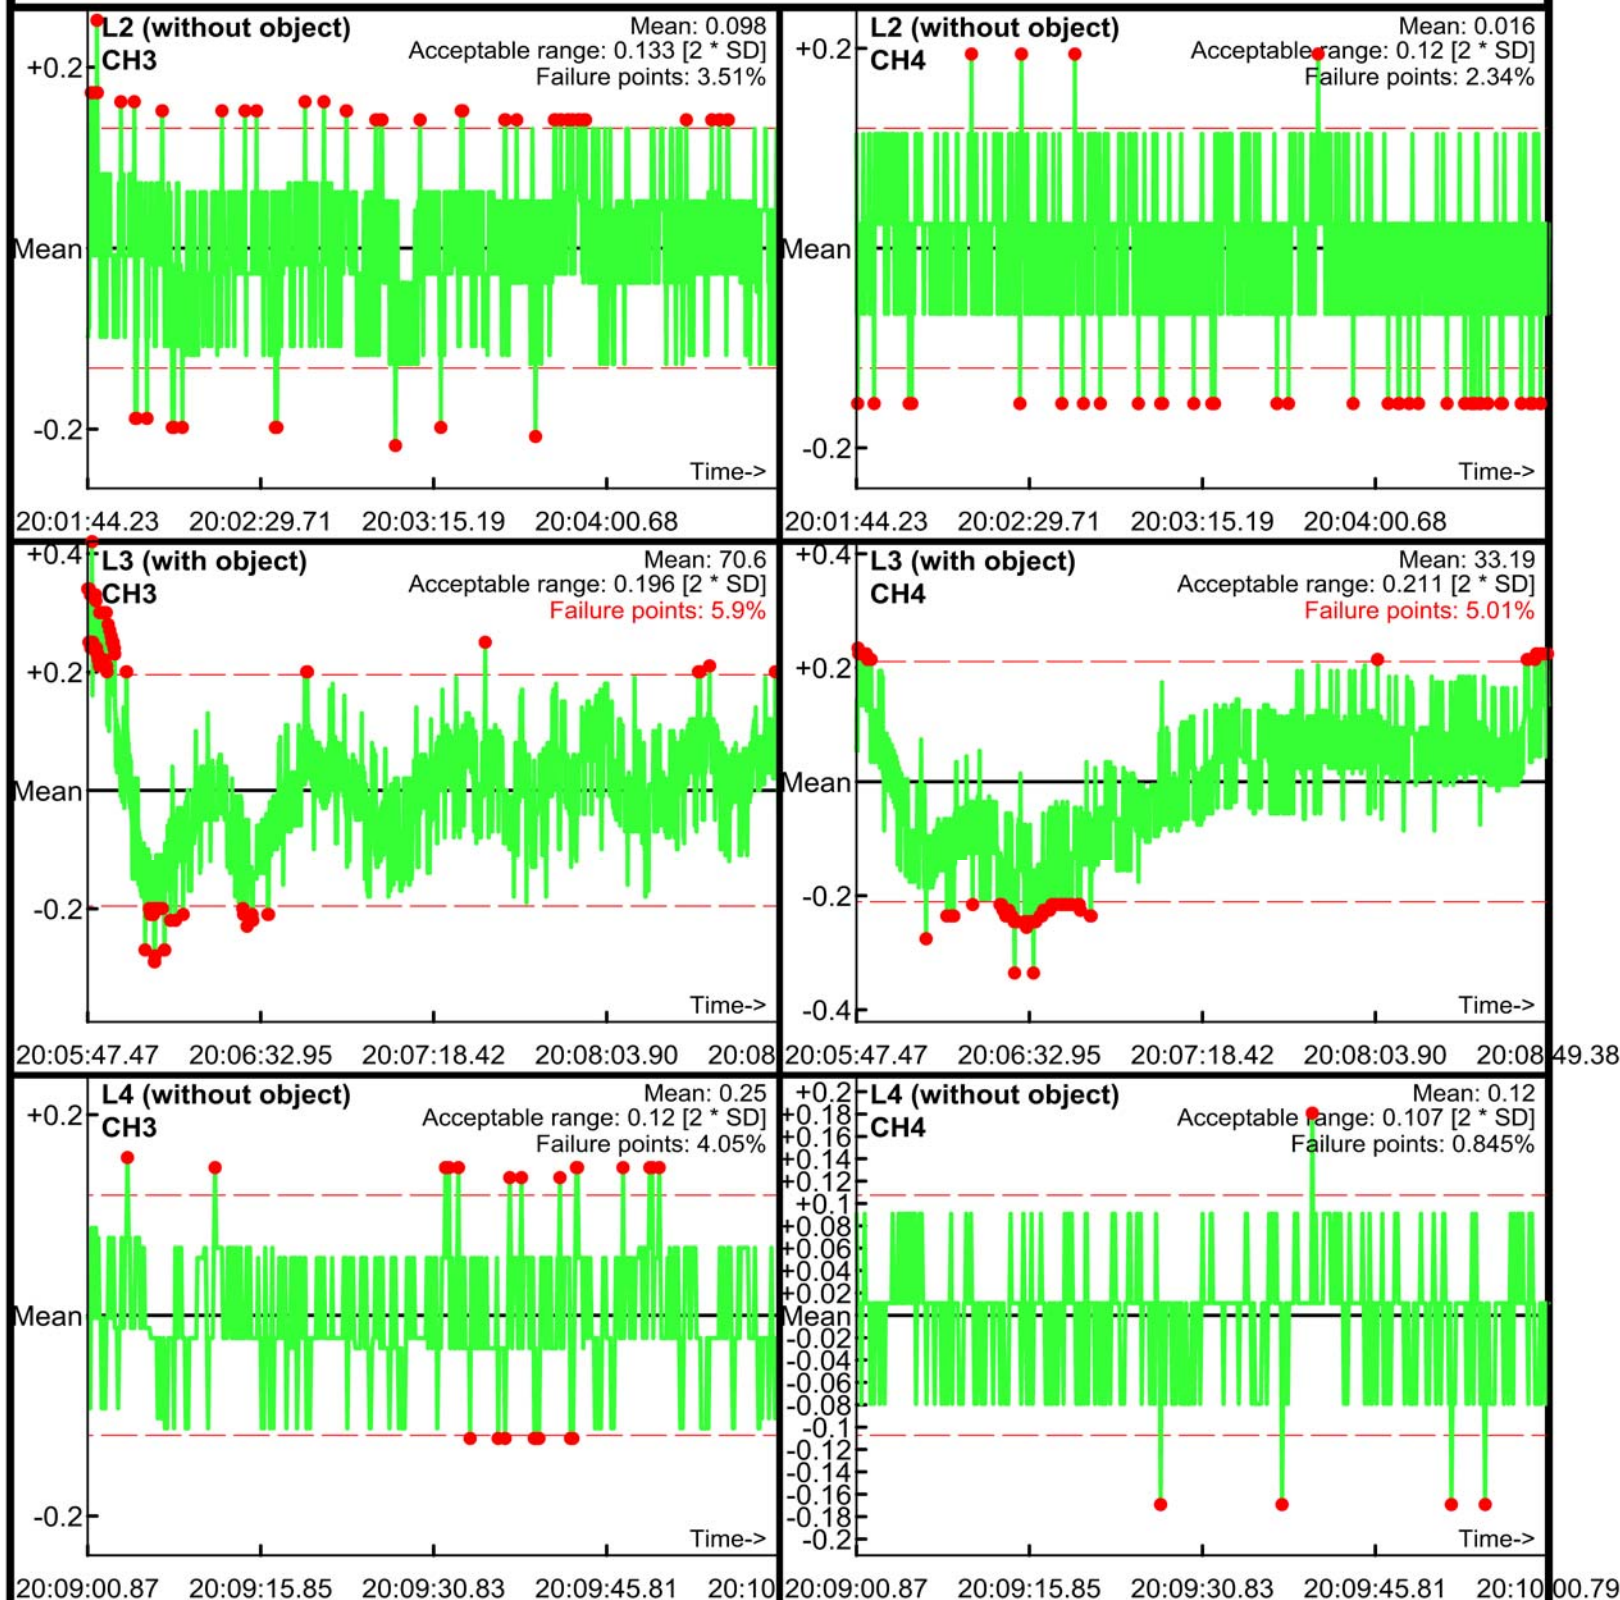 L2 (without object)
CH3
Mean: 0.098
Acceptable range: 0.133 [2 * SD]
Failure points: 3.51%
+0.2
Mean
-0.2
Time->
20:01:44.23 20:02:29.71 20:03:15.19 20:04:00.68
L2 (without object)
CH4
Mean: 0.016
Acceptable range: 0.12 [2 * SD]
Failure points: 2.34%
+0.2
Mean
-0.2
Time->
20:01:44.23 20:02:29.71 20:03:15.19 20:04:00.68
L3 (with object)
CH3
Mean: 70.6
Acceptable range: 0.196 [2 * SD]
Failure points: 5.9%
+0.4
+0.2
Mean
-0.2
Time->
20:05:47.47 20:06:32.95 20:07:18.42 20:08:03.90 20:08
L3 (with object)
CH4
Mean: 33.19
Acceptable range: 0.211 [2 * SD]
Failure points: 5.01%
+0.4
+0.2
Mean
-0.2
-0.4
Time->
20:05:47.47 20:06:32.95 20:07:18.42 20:08:03.90 20:08:49.38
L4 (without object)
CH3
Mean: 0.25
Acceptable range: 0.12 [2 * SD]
Failure points: 4.05%
+0.2
Mean
-0.2
Time->
20:09:00.87 20:09:15.85 20:09:30.83 20:09:45.81 20:10
L4 (without object)
CH4
Mean: 0.12
Acceptable range: 0.107 [2 * SD]
Failure points: 0.845%
+0.2
+0.18
+0.16
+0.14
+0.12
+0.1
+0.08
+0.06
+0.04
+0.02
Mean
-0.02
-0.04
-0.06
-0.08
-0.1
-0.12
-0.14
-0.16
-0.18
-0.2
Time->
20:09:00.87 20:09:15.85 20:09:30.83 20:09:45.81 20:10:00.79